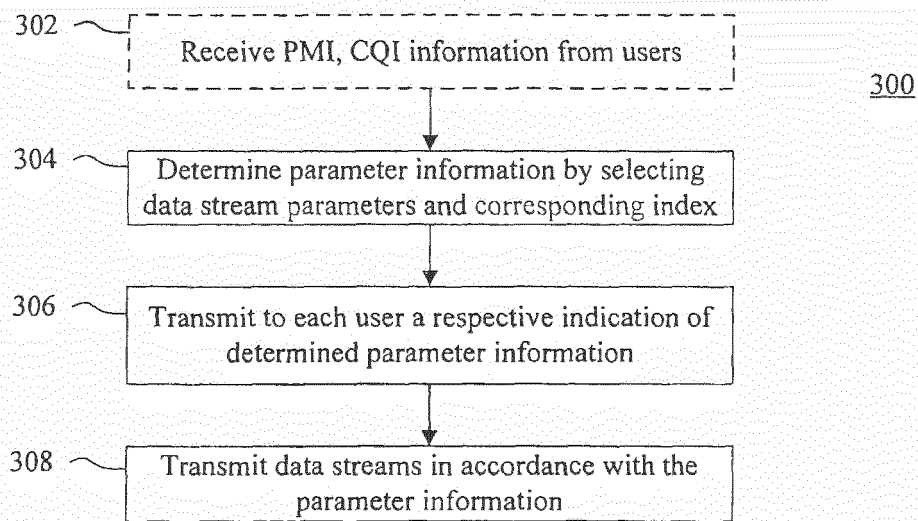 302
Receive PMI, CQI information from users
300
304
Determine parameter information by selecting
data stream parameters and corresponding index
306
Transmit to each user a respective indication of
determined parameter information
308
Transmit data streams in accordance with the
parameter information